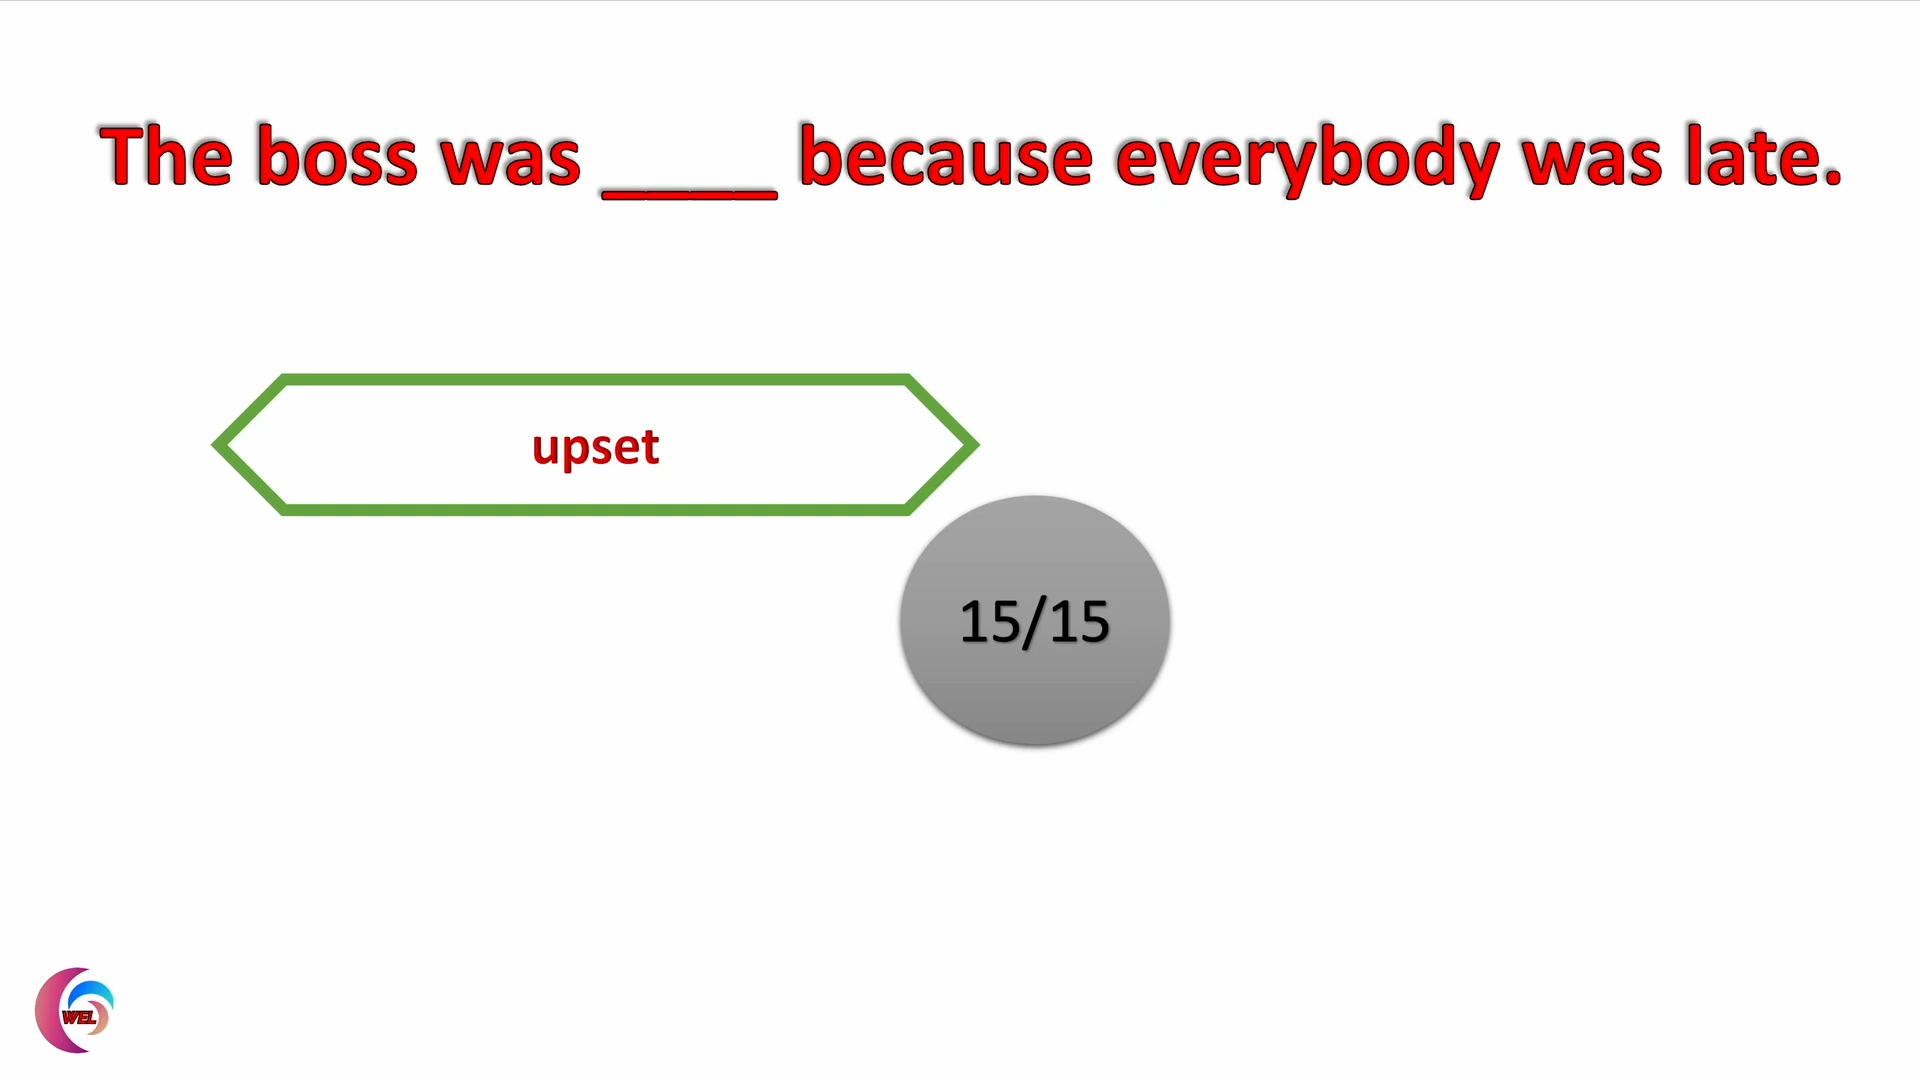 The boss was ____ because everybody was late.
upset
15/15
WEL